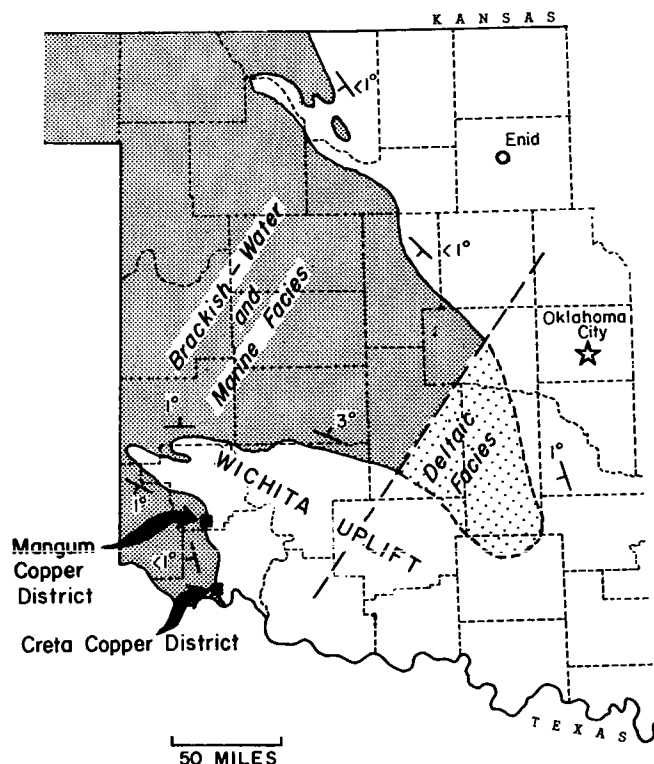 KANSAS
<1°
Enid
<1°
Brackish-Water
and
Marine Facies
Oklahoma
City
1°
3°
Deltaic
Facies
1°
WICHITA
UPLIFT
1°
Mangum
Copper
District
<1°
Creta Copper District
TEXAS
50 MILES